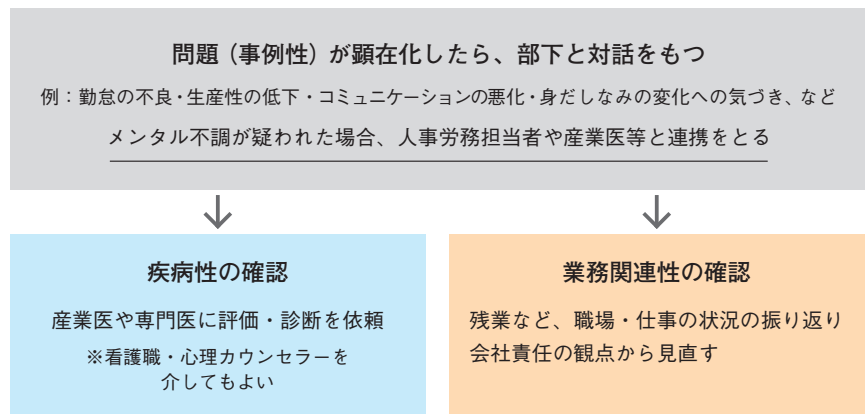 問題（事例性）が顕在化したら、部下と対話をもつ
例：勤怠の不良・生産性の低下・コミュニケーションの悪化・身だしなみの変化への気づき、など
メンタル不調が疑われた場合、人事労務担当者や産業医等と連携をとる
疾病性の確認
産業医や専門医に評価・診断を依頼
※看護職・心理カウンセラーを
介してもよい
業務関連性の確認
残業など、職場・仕事の状況の振り返り
会社責任の観点から見直す